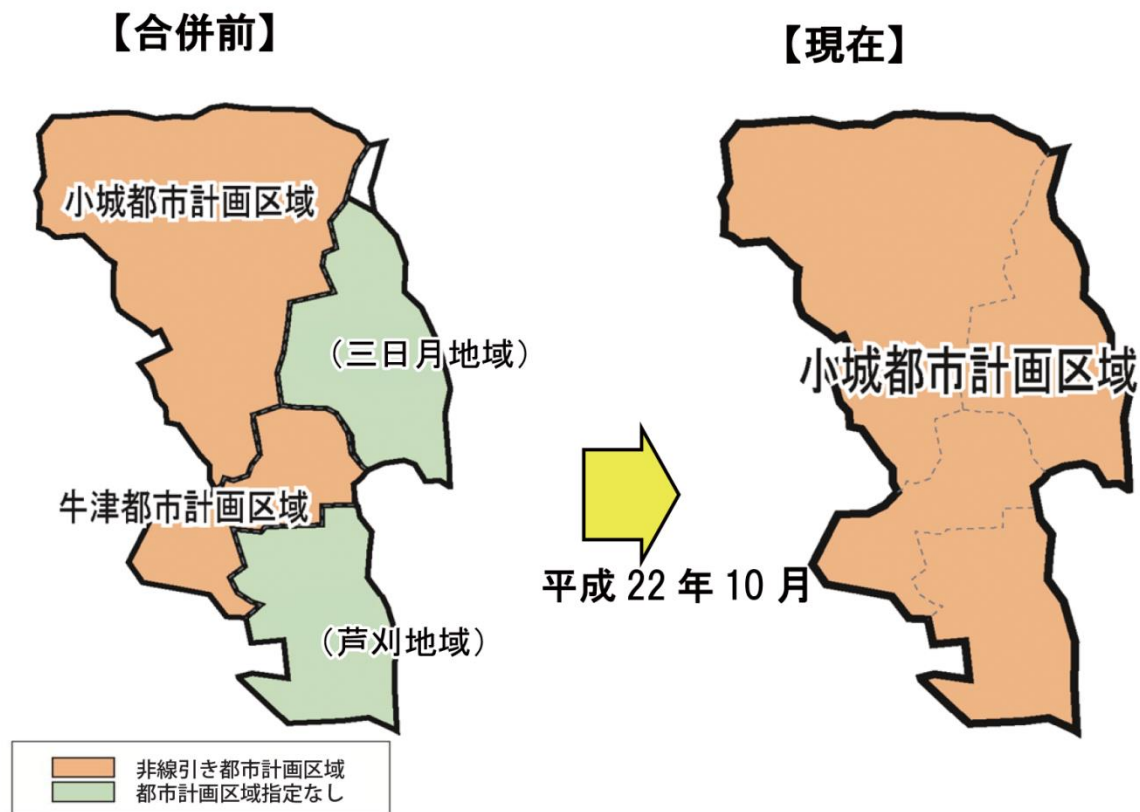 【合併前】
【現在】
小城都市計画区域
（三日月地域）
牛津都市計画区域
（芦刈地域）
平成 22 年 10 月
小城都市計画区域
非線引き都市計画区域
都市計画区域指定なし